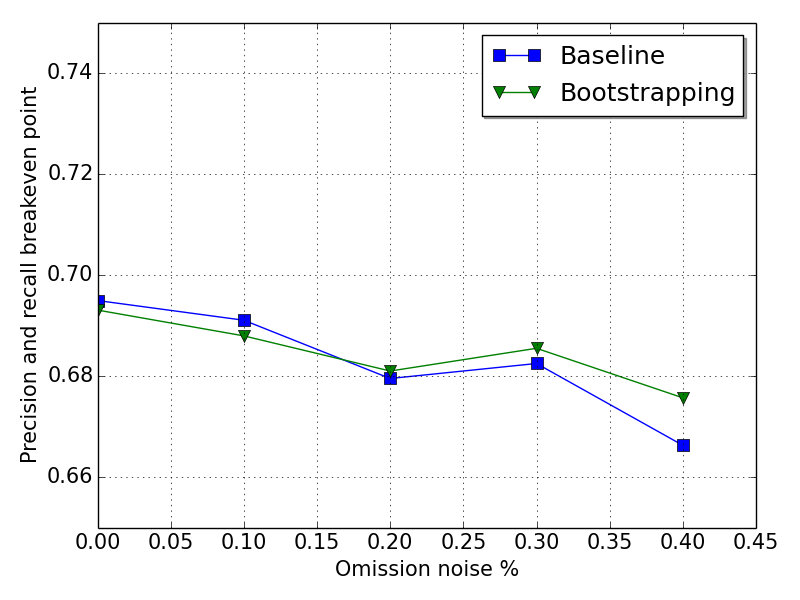 Baseline
Bootstrapping
Precision and recall breakeven point
0.74
0.72
0.70
0.68
0.66
0.00 0.05 0.10 0.15 0.20 0.25 0.30 0.35 0.40 0.45
Omission noise %